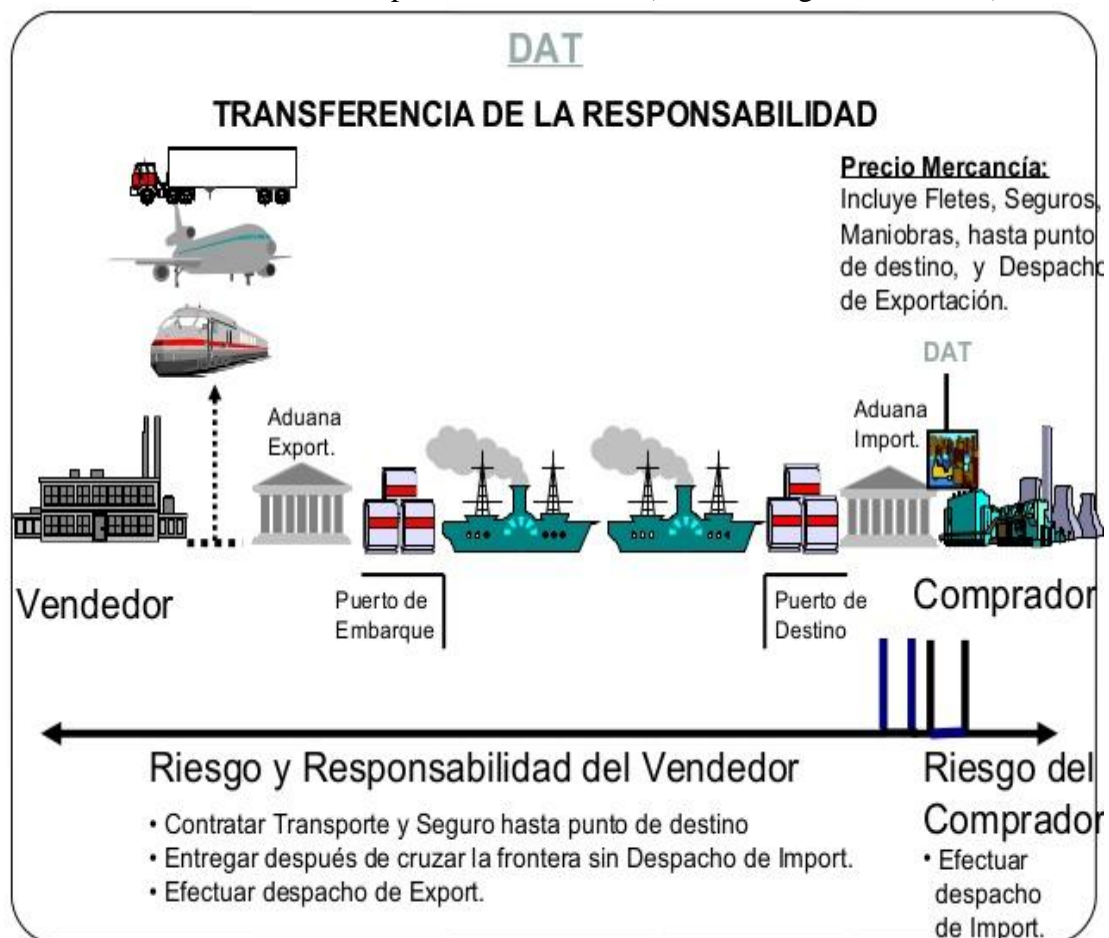 DAT
TRANSFERENCIA DE LA RESPONSABILIDAD
Precio Mercancía:
Incluye Fletes, Seguros,
Maniobras, hasta punto
de destino, y Despacho
de Exportación.
DAT
Aduana
Export.
Aduana
Import.
Vendedor
Puerto de
Embarque
Puerto de
Destino
Comprador
Riesgo y Responsabilidad del Vendedor
• Contratar Transporte y Seguro hasta punto de destino
• Entregar después de cruzar la frontera sin Despacho de Import.
• Efectuar despacho de Export.
Riesgo del
Comprador
• Efectuar
despacho
de Import.